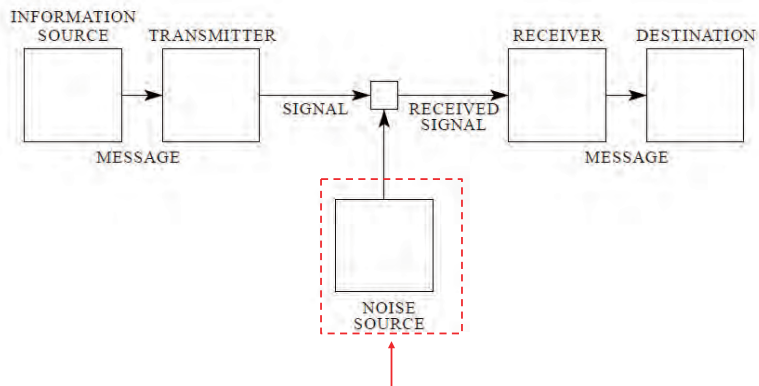 INFORMATION
SOURCE
TRANSMITTER
RECEIVER
DESTINATION
SIGNAL
RECEIVED
SIGNAL
MESSAGE
MESSAGE
NOISE
SOURCE